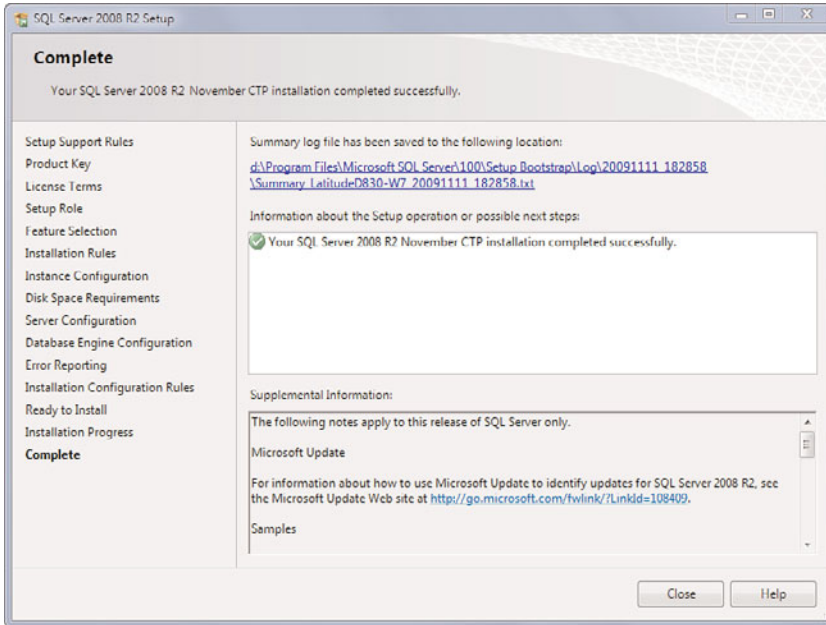 SQL Server 2008 R2 Setup
Complete
Your SQL Server 2008 R2 November CTP installation completed successfully.
Setup Support Rules
Product Key
License Terms
Setup Role
Feature Selection
Installation Rules
Instance Configuration
Disk Space Requirements
Server Configuration
Database Engine Configuration
Error Reporting
Installation Configuration Rules
Ready to Install
Installation Progress
Complete
Summary log file has been saved to the following location:
d:\Program Files\Microsoft SQL Server\100\Setup Bootstrap\Log\20091111_182858
\Summary_LatitudeD830-W7_20091111_182858.txt
Information about the Setup operation or possible next steps:
Your SQL Server 2008 R2 November CTP installation completed successfully.
Supplemental Information:
The following notes apply to this release of SQL Server only.
Microsoft Update
For information about how to use Microsoft Update to identify updates for SQL Server 2008 R2, see
the Microsoft Update Web site at http://go.microsoft.com/fwlink/?LinkId=108409.
Samples
Close
Help